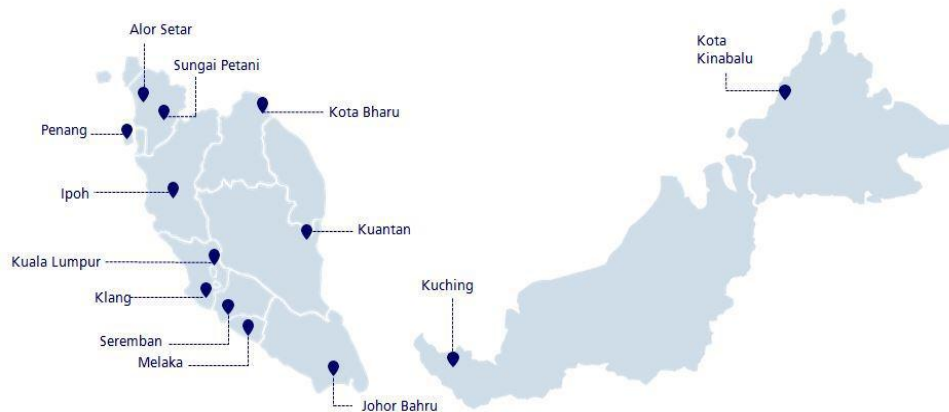 Alor Setar
Sungai Petani
Kota Bharu
Penang
Ipoh
Kuantan
Kuala Lumpur
Klang
Seremban
Melaka
Johor Bahru
Kota
Kinabalu
Kuching